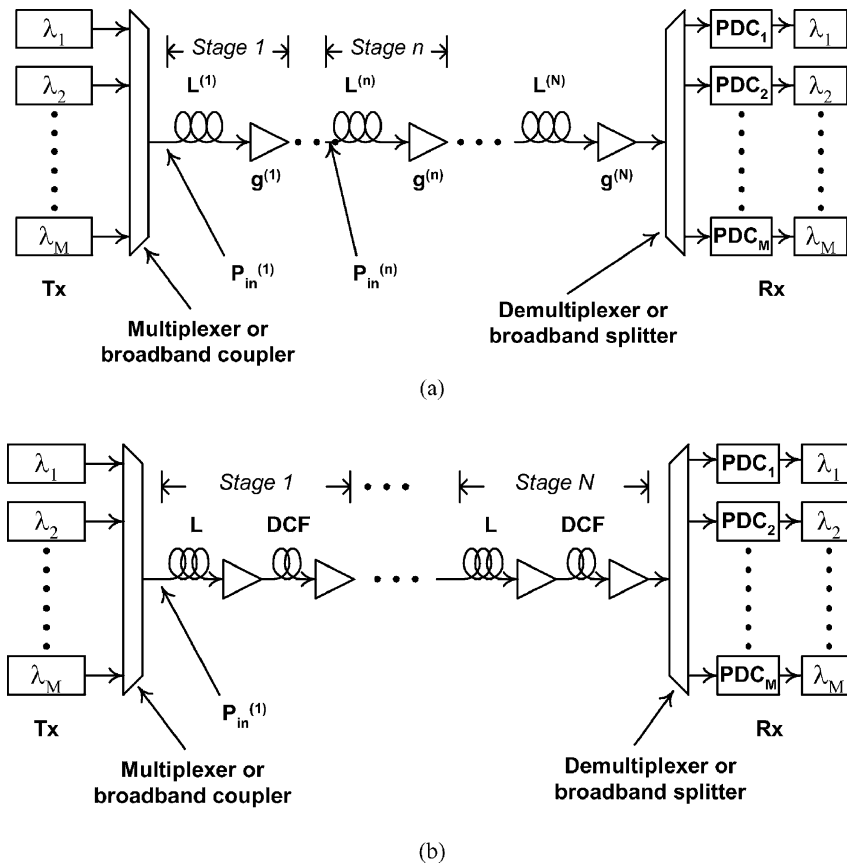 λ1 PDC1 λ1
Stage 1 Stage n
λ2 L(1) L(n) L(N) PDC2 λ2
g(1) g(n) g(N)
λM PDCM λM
Pin(1) Pin(n)
Tx Rx
Multiplexer or
broadband coupler
Demultiplexer or
broadband splitter
(a)
λ1 PDC1 λ1
Stage 1 Stage N
λ2 L DCF L DCF PDC2 λ2
λM PDCM λM
Pin(1)
Tx Rx
Multiplexer or
broadband coupler
Demultiplexer or
broadband splitter
(b)